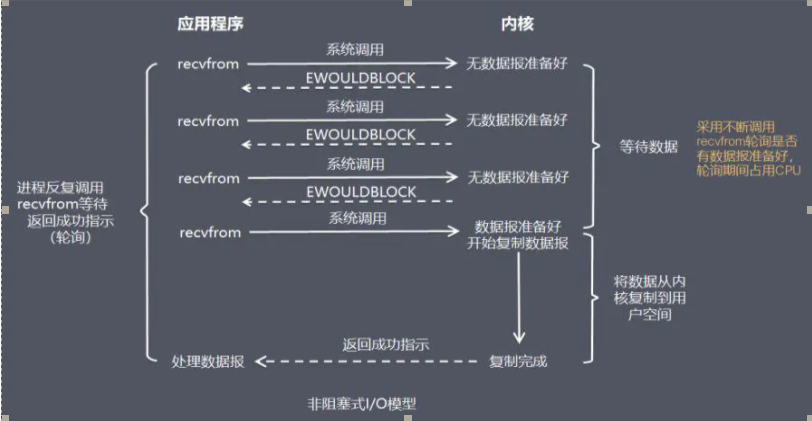 应用程序
内核
系统调用
recvfrom
无数据报准备好
EWOULDBLOCK
系统调用
recvfrom
无数据报准备好
EWOULDBLOCK
系统调用
recvfrom
无数据报准备好
EWOULDBLOCK
系统调用
recvfrom
数据报准备好
开始复制数据报
进程反复调用
recvfrom等待
返回成功指示
（轮询）
等待数据
采用不断调用
recvfrom轮询是否
有数据报准备好，
轮询期间占用CPU
将数据从内
核复制到用
户空间
返回成功指示
处理数据报
复制完成
非阻塞式I/O模型